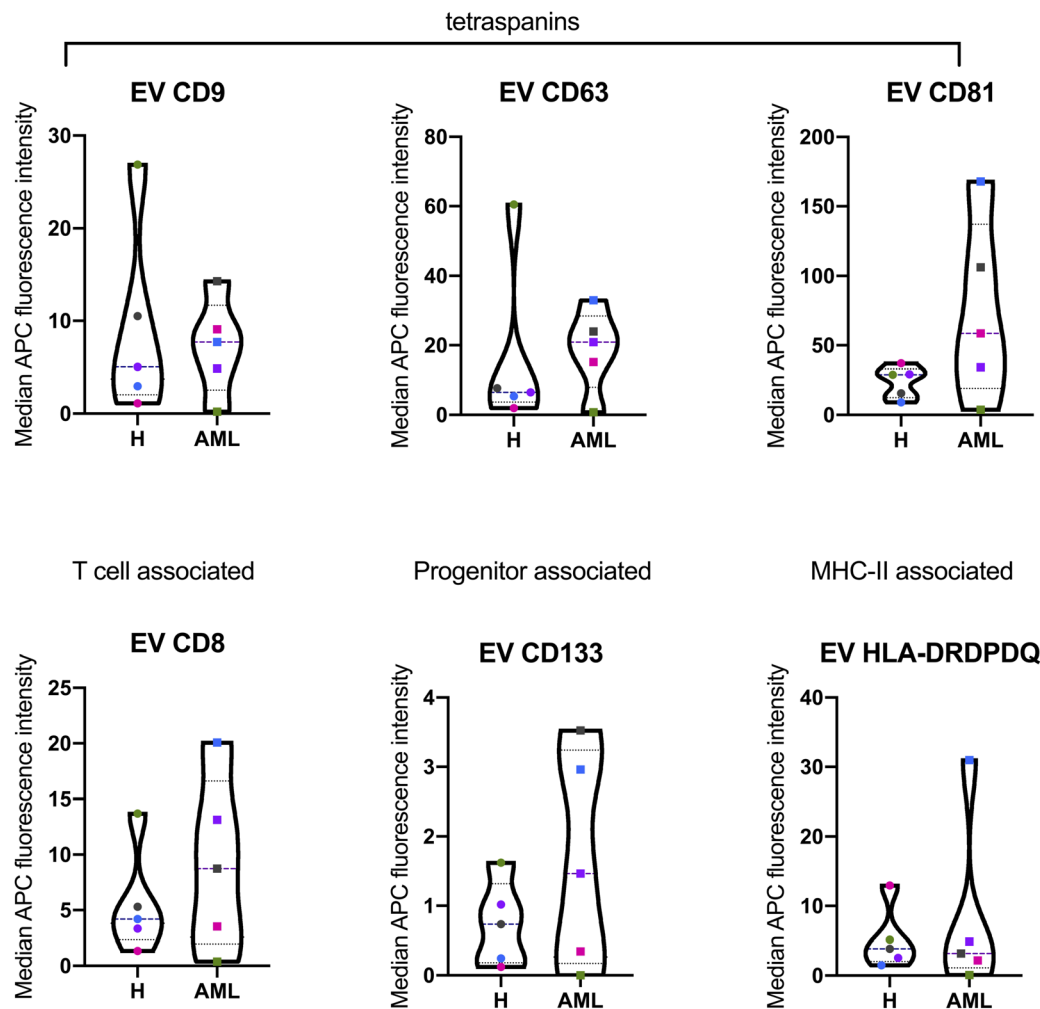 tetraspanins
EV CD9
EV CD63
EV CD81
Median APC fluorescence intensity
30
20
10
0
H
AML
Median APC fluorescence intensity
80
60
40
20
0
H
AML
Median APC fluorescence intensity
200
150
100
50
0
H
AML
T cell associated
Progenitor associated
MHC-II associated
EV CD8
EV CD133
EV HLA-DRDPDQ
Median APC fluorescence intensity
25
20
15
10
5
0
H
AML
Median APC fluorescence intensity
4
3
2
1
0
H
AML
Median APC fluorescence intensity
40
30
20
10
0
H
AML